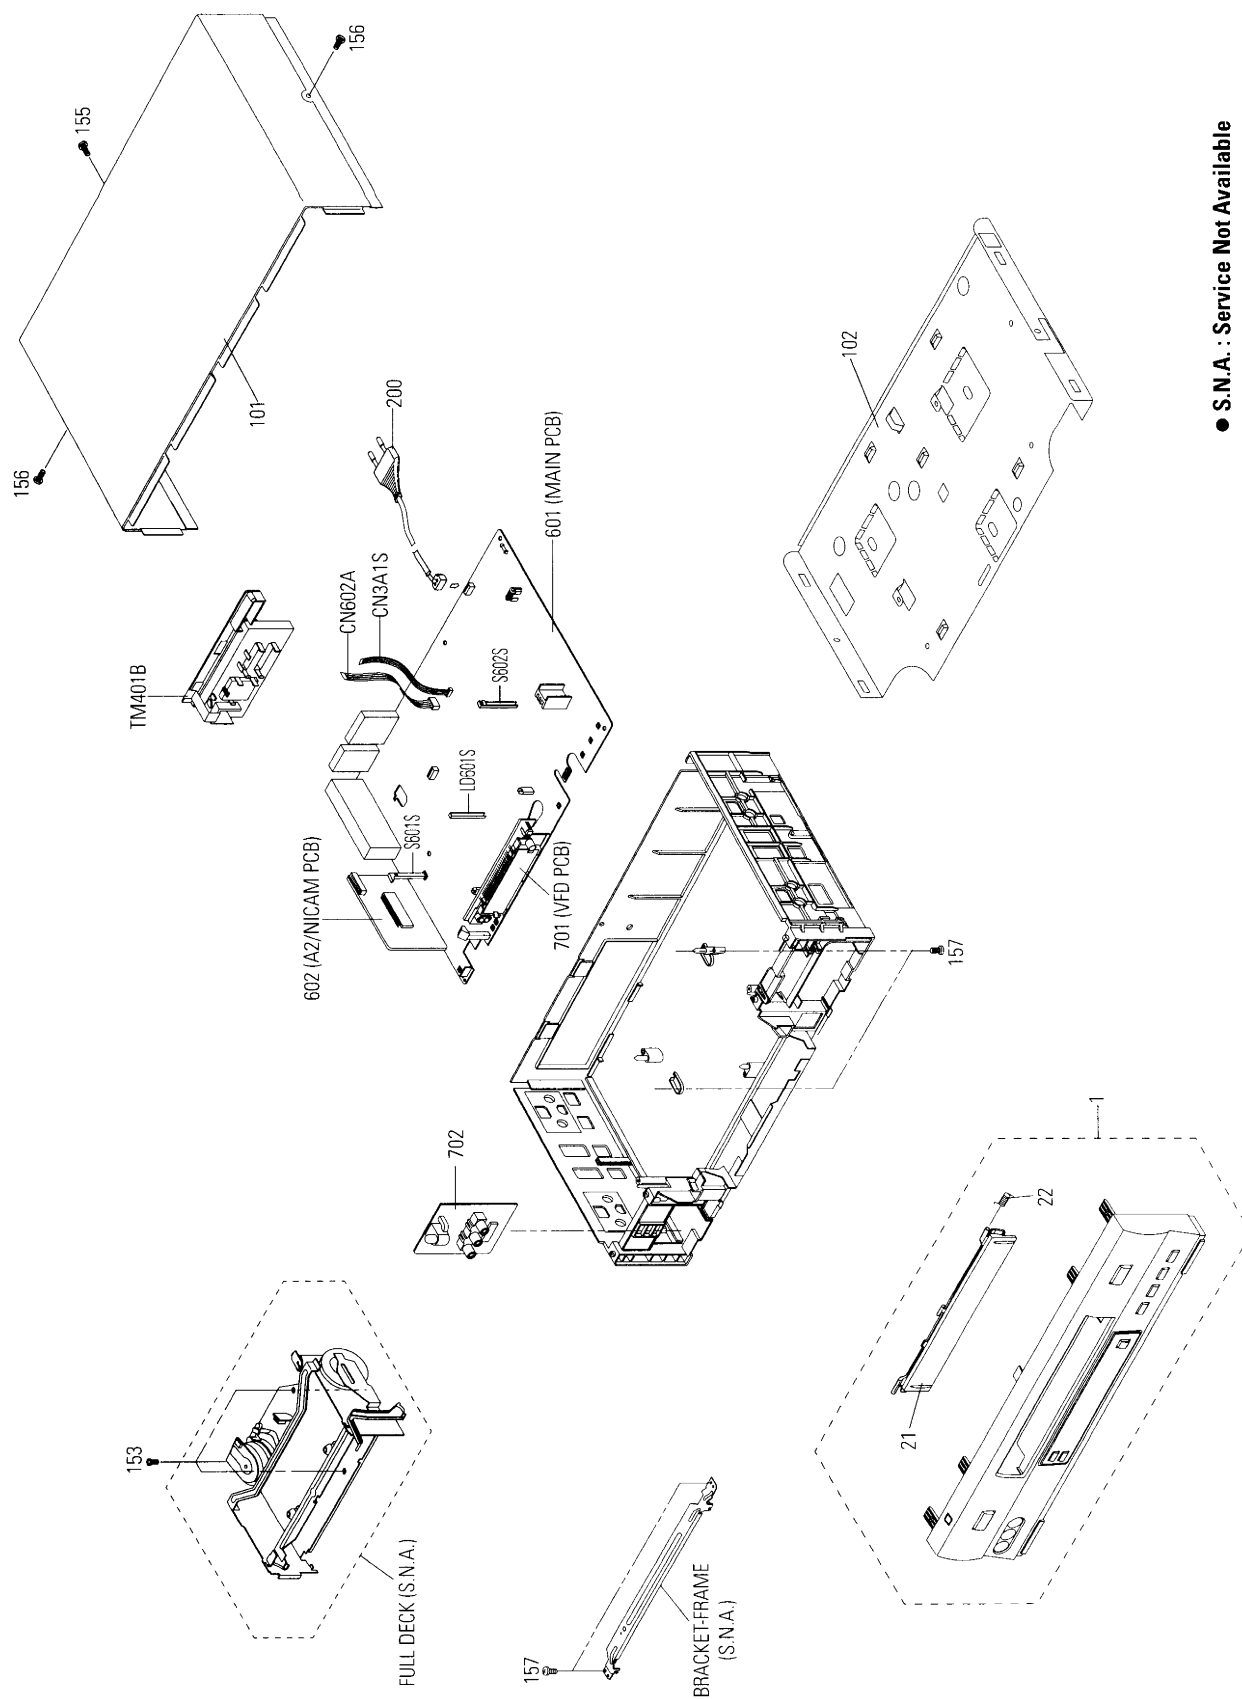 156
155
156
101
TM401B
CN602A
CN3A1S
200
601 (MAIN PCB)
S602S
LD601S
S601S
602 (A2/NICAM PCB)
701 (VFD PCB)
102
157
702
153
FULL DECK (S.N.A.)
157
BRACKET-FRAME
(S.N.A.)
1
22
21
● S.N.A. : Service Not Available